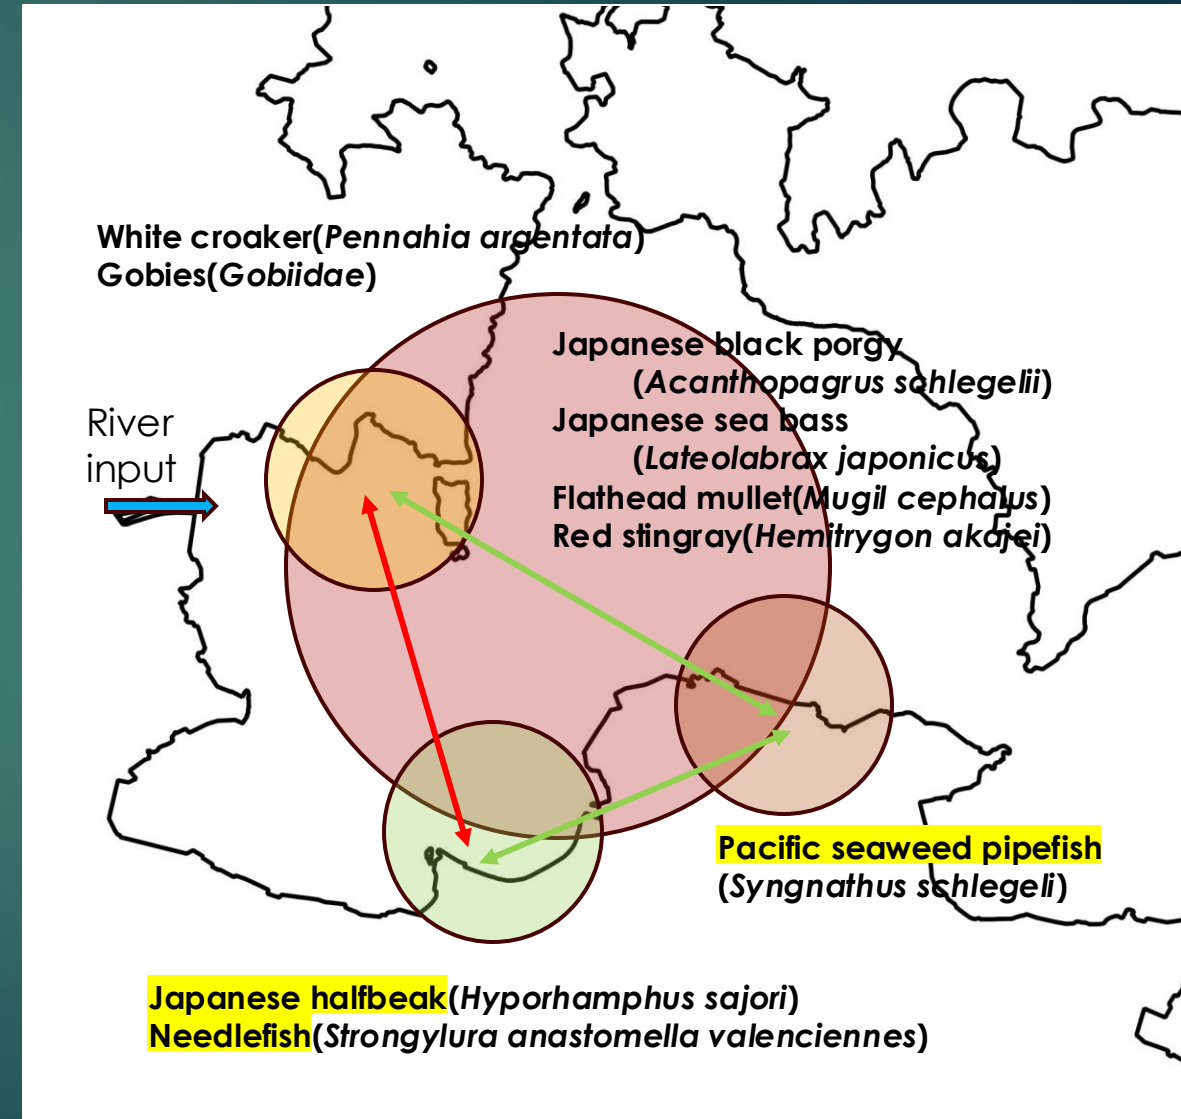 White croaker(Pennahia argentata)
Gobies(Gobiidae)
Japanese black porgy
(Acanthopagrus schlegelii)
Japanese sea bass
(Lateolabrax japonicus)
Flathead mullet(Mugil cephalus)
Red stingray(Hemitrygon akajei)
River
input
Pacific seaweed pipefish
(Syngnathus schlegeli)
Japanese halfbeak(Hyporhamphus sajori)
Needlefish(Strongylura anastomella valenciennes)